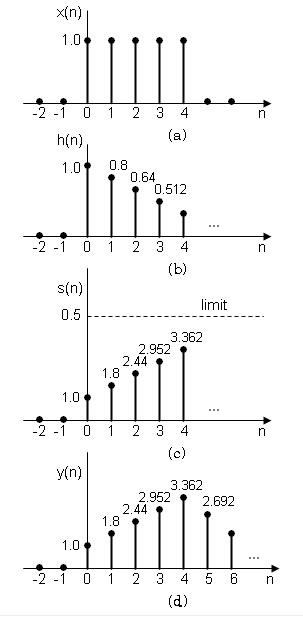 x(n)
1.0
-2 -1 0 1 2 3 4 n
(a)
h(n)
1.0 0.8
0.64
0.512
...
-2 -1 0 1 2 3 4 n
(b)
s(n)
limit
0.5
3.362
2.952
2.44
1.8
1.0
...
-2 -1 0 1 2 3 4 n
(c)
y(n)
3.362
2.952
2.692
2.44
1.8
1.0
...
-2 -1 0 1 2 3 4 5 6 n
(d)